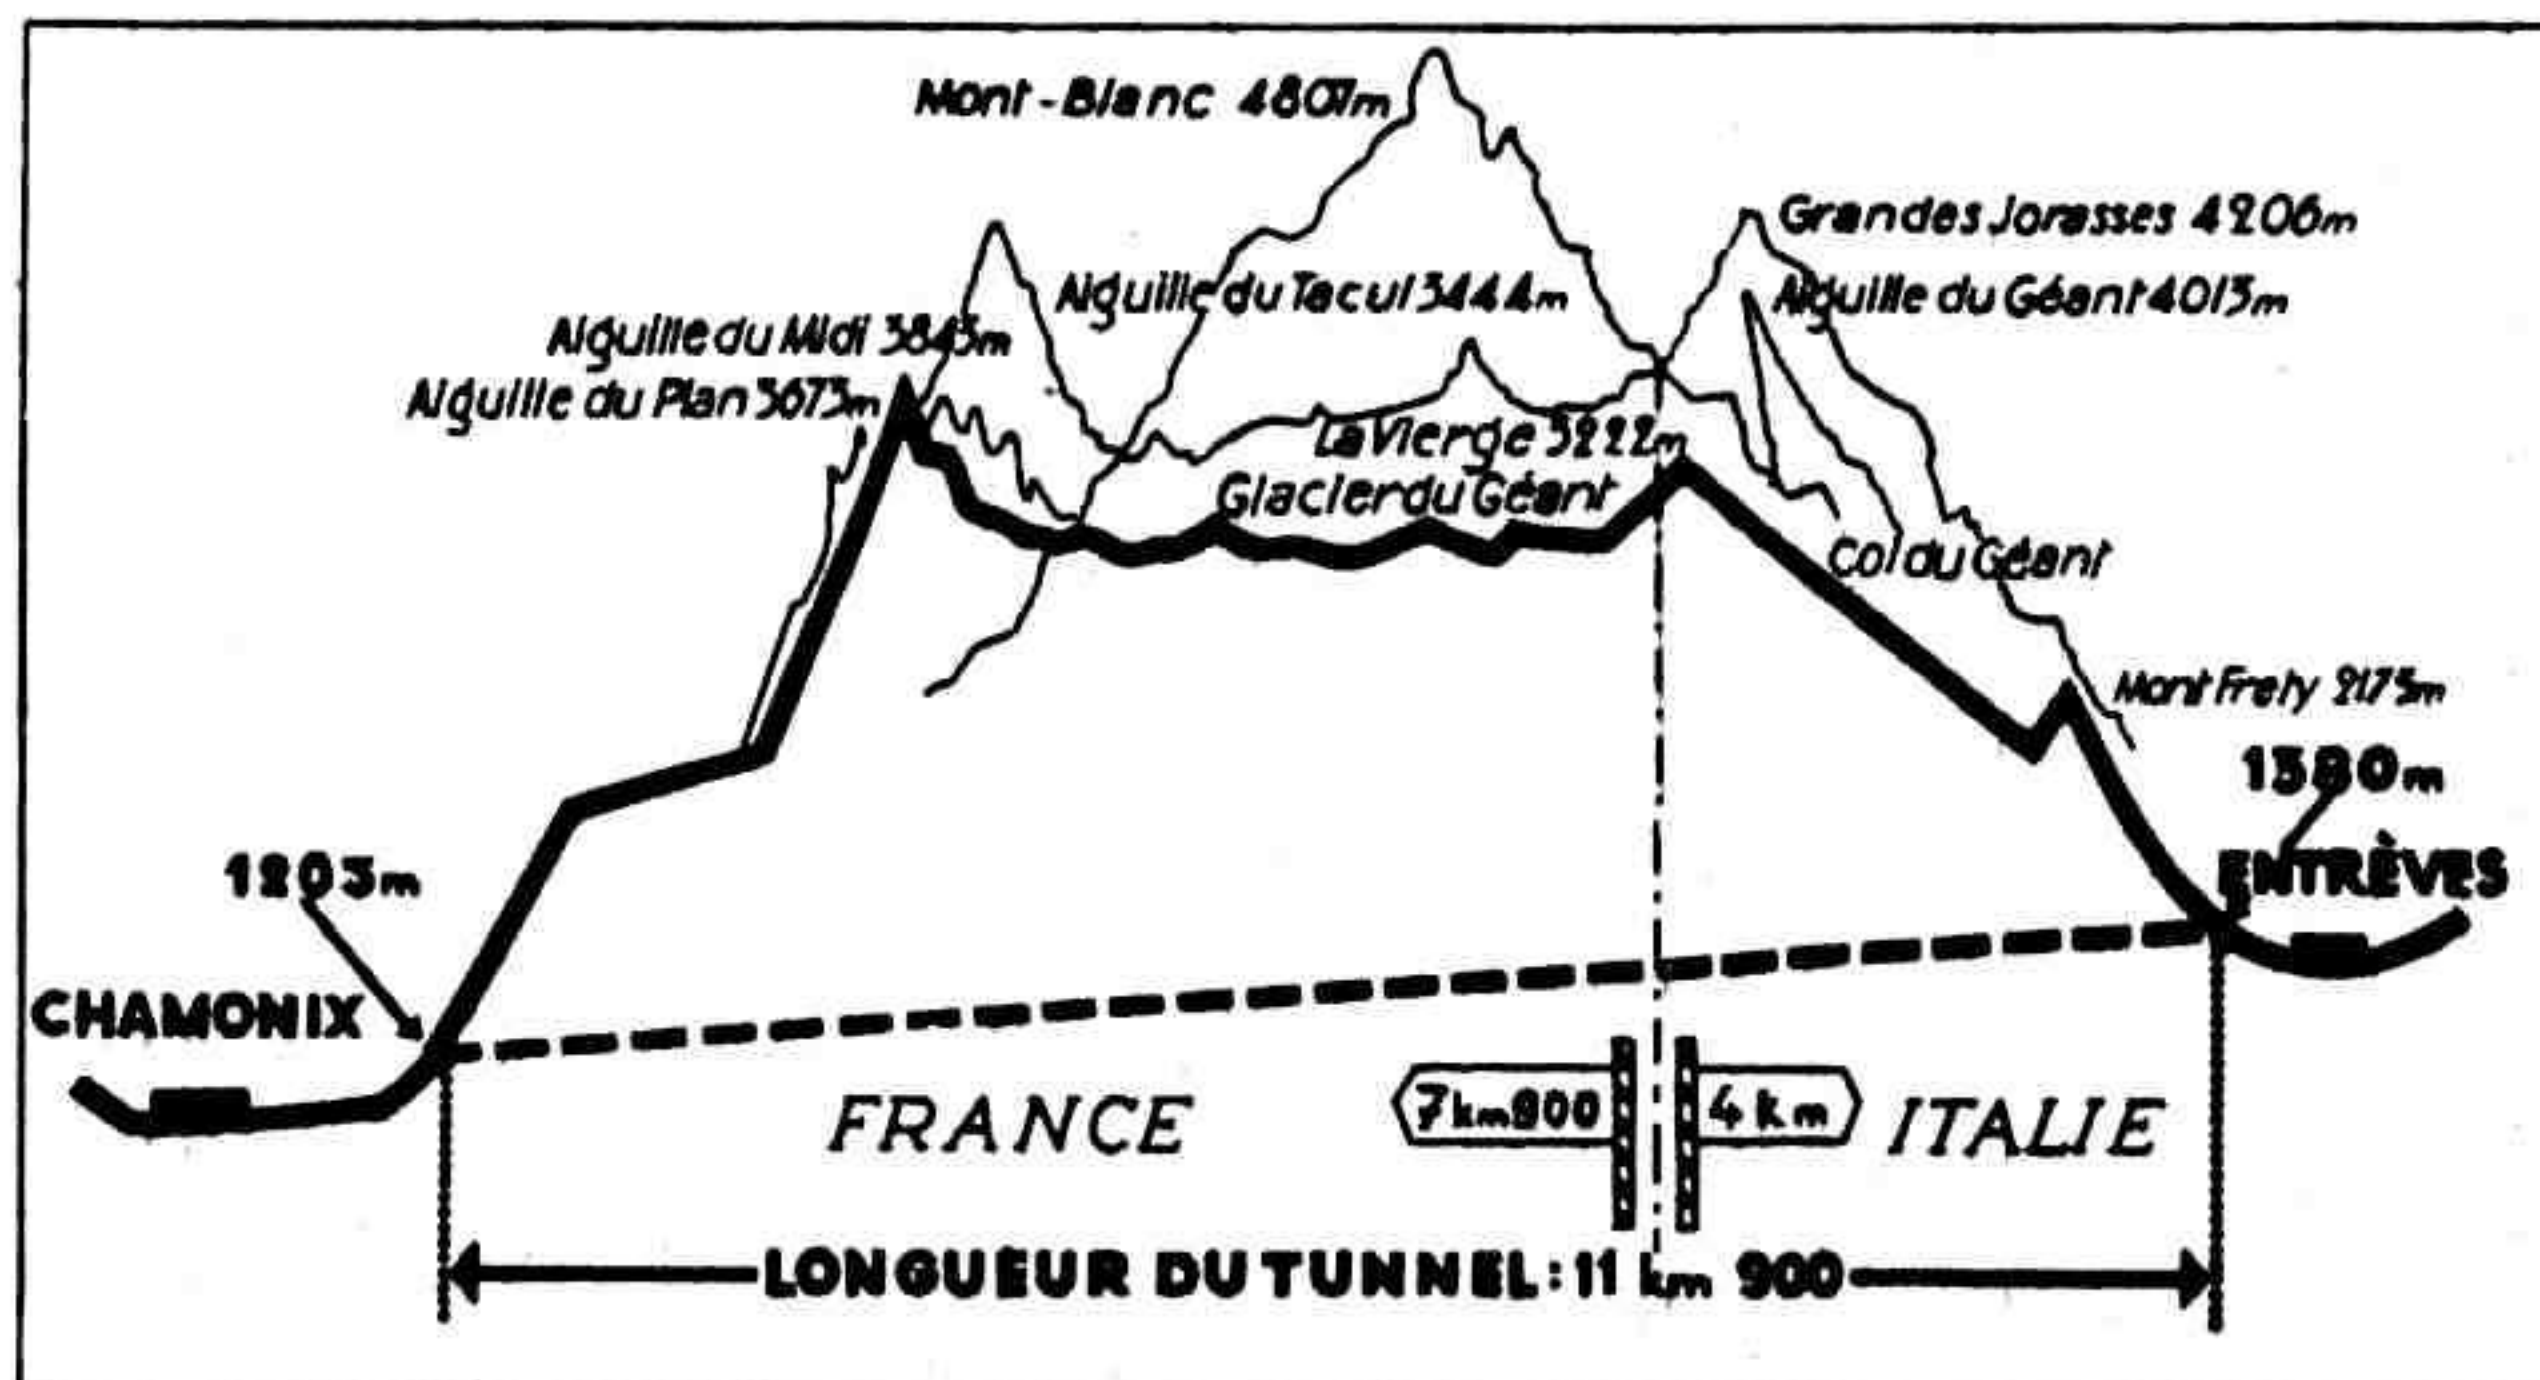 Mont-Blanc 4807m
Grandes Jorasses 4206m
Aiguille du Tacul 3444m
Aiguille du Géant 4013m
Aiguille du Midi 3843m
Aiguille du Plan 3673m
La Vierge 3222m
Glacier du Géant
Col du Géant
Mont Frety 2175m
1380m
ENTRÈVES
1203m
CHAMONIX
FRANCE
7km900
4km
ITALIE
LONGUEUR DU TUNNEL: 11 km 900